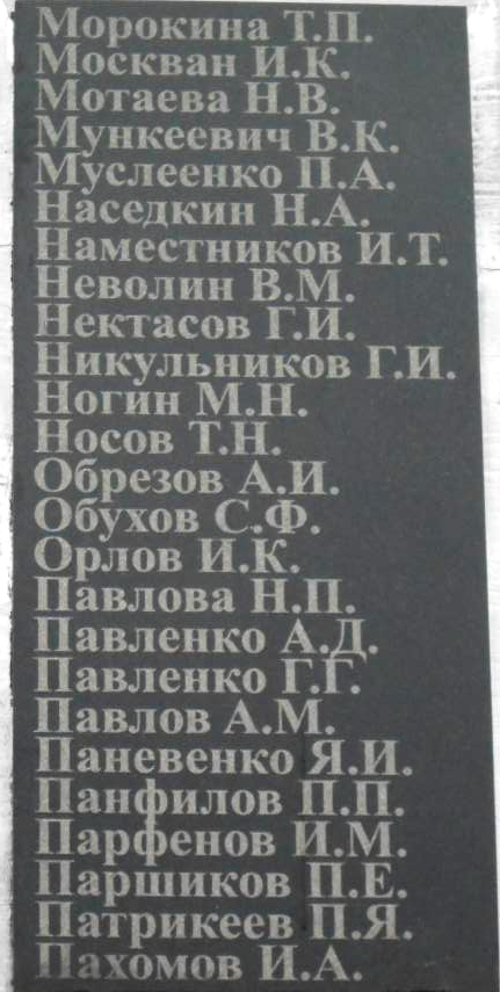 Морокина Т.П.
Москван И.К.
Мотаева Н.В.
Мункеевич В.К.
Муслеенко П.А.
Наседкин Н.А.
Наместников И.Т.
Неволин В.М.
Нектасов Г.И.
Никульников Г.И.
Ногин М.Н.
Носов Т.Н.
Обрезов А.И.
Обухов С.Ф.
Орлов И.К.
Павлова Н.П.
Павленко А.Д.
Павленко Г.Г.
Павлов А.М.
Паневенко Я.И.
Панфилов П.П.
Парфенов И.М.
Паршиков П.Е.
Патрикеев П.Я.
Пахомов И.А.